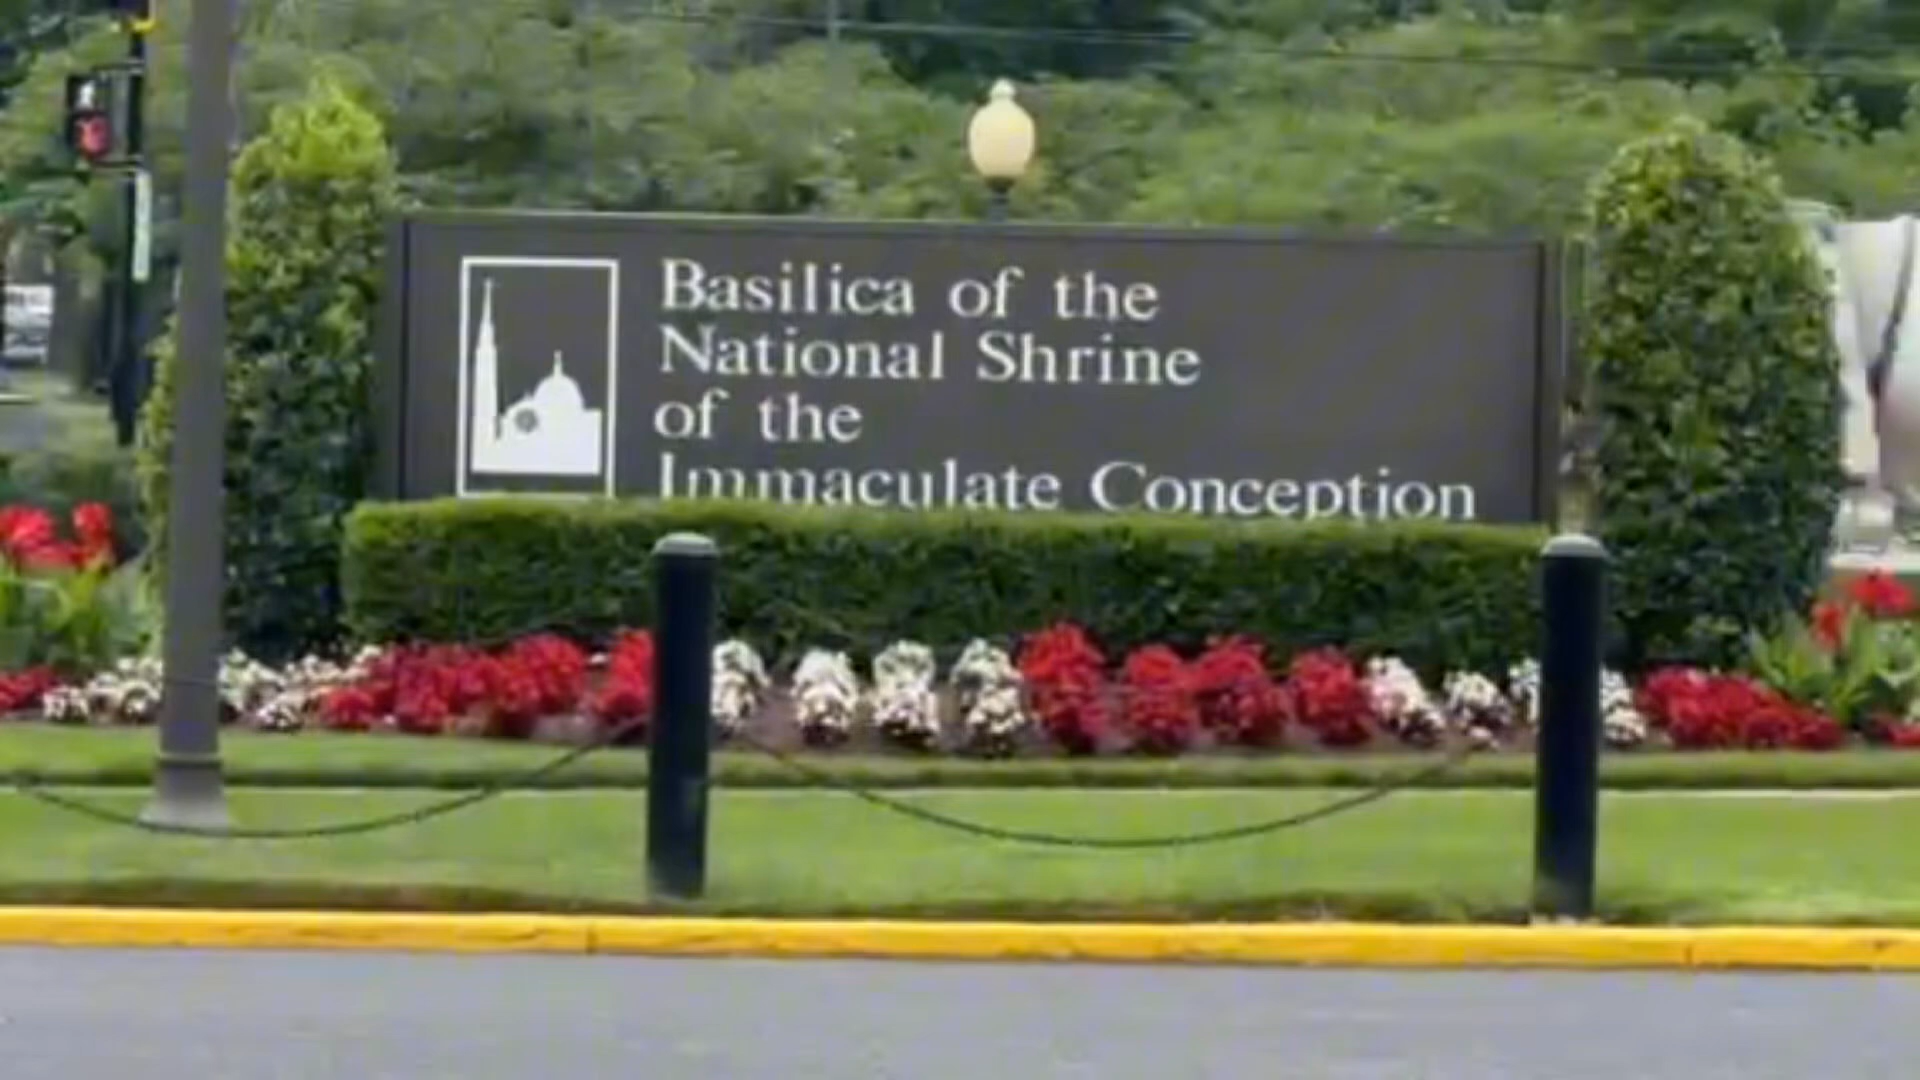 Basilica of the
National Shrine
of the
Immaculate Conception